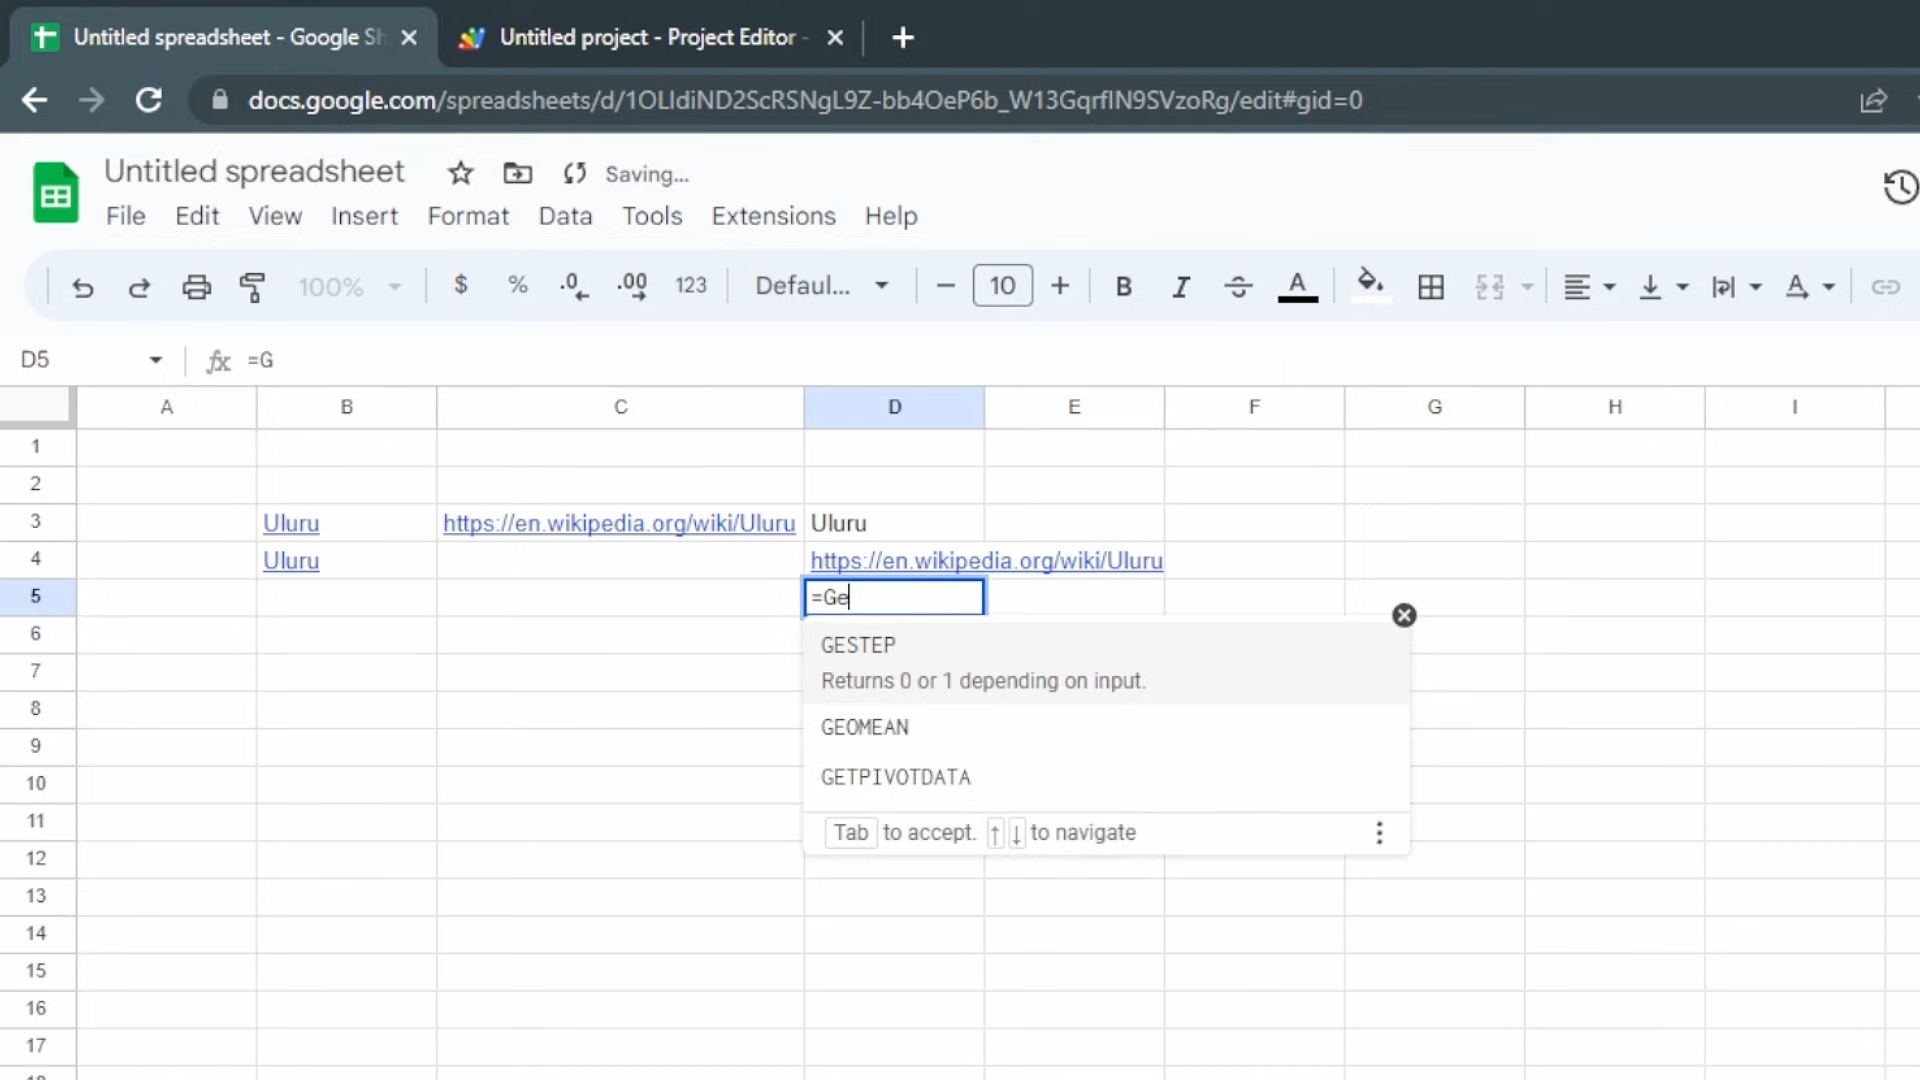 Untitled spreadsheet - Google Sh
Untitled project - Project Editor -
docs.google.com/spreadsheets/d/1OLIdiND2ScRSNgL9Z-bb4OeP6b_W13GqrflN9SVzoRg/edit#gid=0
Untitled spreadsheet Saving...
File Edit View Insert Format Data Tools Extensions Help
100% $ % .0 .00 123 Defaul... 10 B I A
D5 fx =G
A B C D E F G H I
1
2
3 Uluru https://en.wikipedia.org/wiki/Uluru Uluru
4 Uluru https://en.wikipedia.org/wiki/Uluru
5 =Ge
6 GESTEP
7 Returns 0 or 1 depending on input.
8
9 GEOMEAN
10 GETPIVOTDATA
11 Tab to accept. ↑ ↓ to navigate
12
13
14
15
16
17